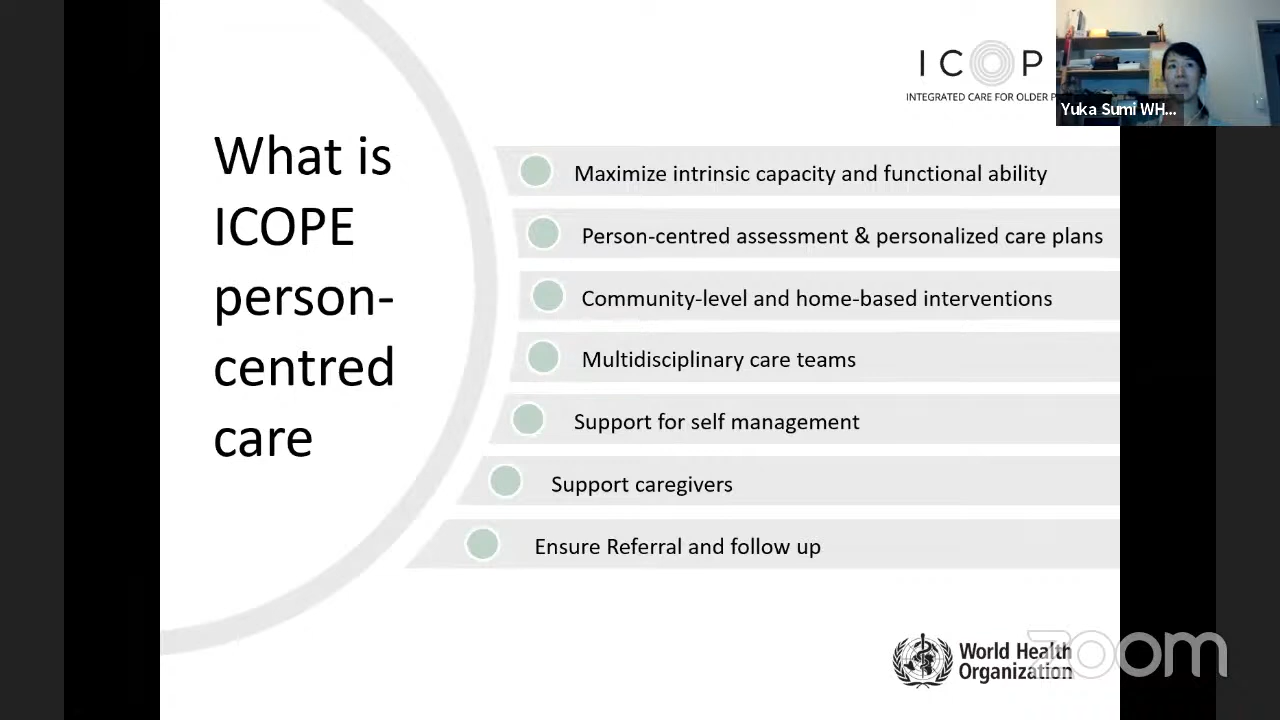 ICOP
INTEGRATED CARE FOR OLDER P
Yuka Sumi WH...
What is
ICOPE
person-
centred
care
Maximize intrinsic capacity and functional ability
Person-centred assessment & personalized care plans
Community-level and home-based interventions
Multidisciplinary care teams
Support for self management
Support caregivers
Ensure Referral and follow up
World Health
Organization
zoom